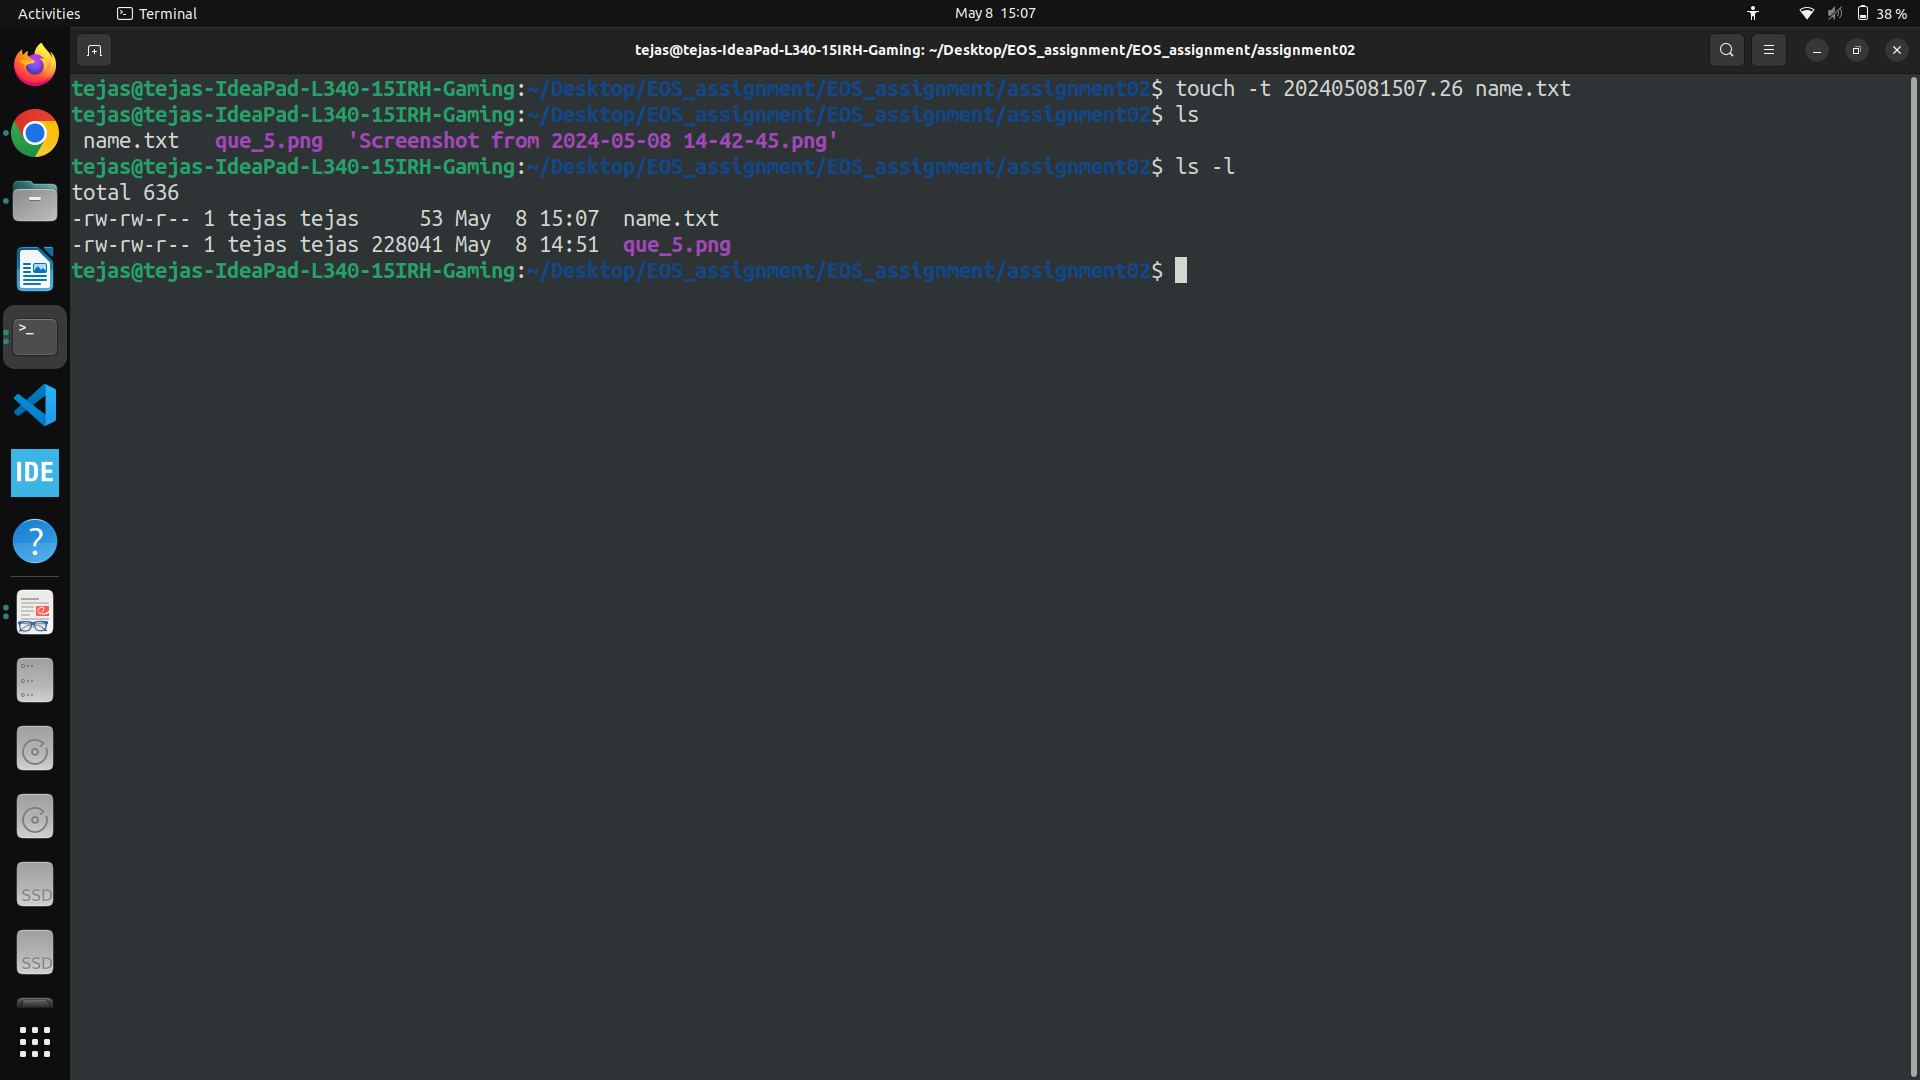 Activities Terminal May 8 15:07 38 %
tejas@tejas-IdeaPad-L340-15IRH-Gaming: ~/Desktop/EOS_assignment/EOS_assignment/assignment02
tejas@tejas-IdeaPad-L340-15IRH-Gaming:~/Desktop/EOS_assignment/EOS_assignment/assignment02$ touch -t 202405081507.26 name.txt
tejas@tejas-IdeaPad-L340-15IRH-Gaming:~/Desktop/EOS_assignment/EOS_assignment/assignment02$ ls
name.txt que_5.png 'Screenshot from 2024-05-08 14-42-45.png'
tejas@tejas-IdeaPad-L340-15IRH-Gaming:~/Desktop/EOS_assignment/EOS_assignment/assignment02$ ls -l
total 636
-rw-rw-r-- 1 tejas tejas 53 May 8 15:07 name.txt
-rw-rw-r-- 1 tejas tejas 228041 May 8 14:51 que_5.png
tejas@tejas-IdeaPad-L340-15IRH-Gaming:~/Desktop/EOS_assignment/EOS_assignment/assignment02$
>_
IDE
?
SSD
SSD